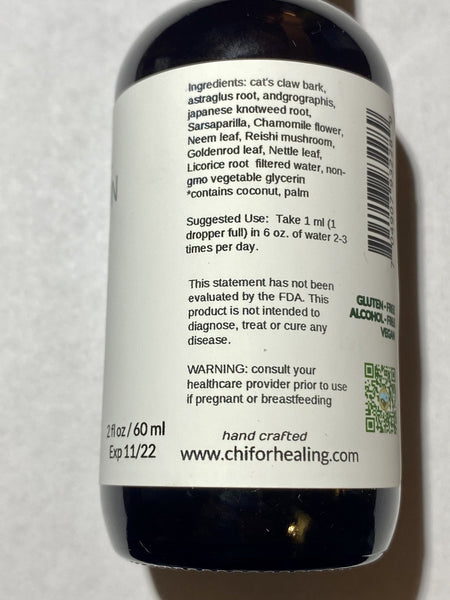 Ingredients: cat's claw bark,
astraglus root, andgrographis,
japanese knotweed root,
Sarsaparilla, Chamomile flower,
Neem leaf, Reishi mushroom,
Goldenrod leaf, Nettle leaf,
Licorice root filtered water, non-
gmo vegetable glycerin
*contains coconut, palm
Suggested Use: Take 1 ml (1
dropper full) in 6 oz. of water 2-3
times per day.
This statement has not been
evaluated by the FDA. This
product is not intended to
diagnose, treat or cure any
disease.
WARNING: consult your
healthcare provider prior to use
if pregnant or breastfeeding
hand crafted
www.chiforhealing.com
2 fl oz / 60 ml
Exp 11/22
N
GLUTEN-FREE
ALCOHOL-FREE
VEGAN